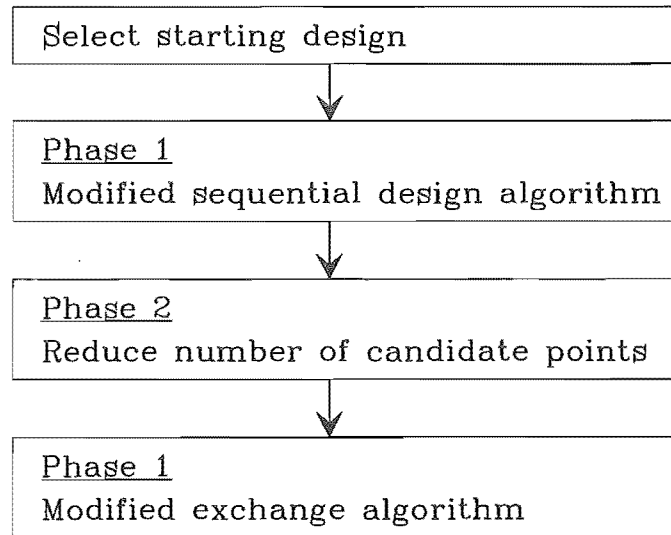 Select starting design
Phase 1
Modified sequential design algorithm
Phase 2
Reduce number of candidate points
Phase 1
Modified exchange algorithm